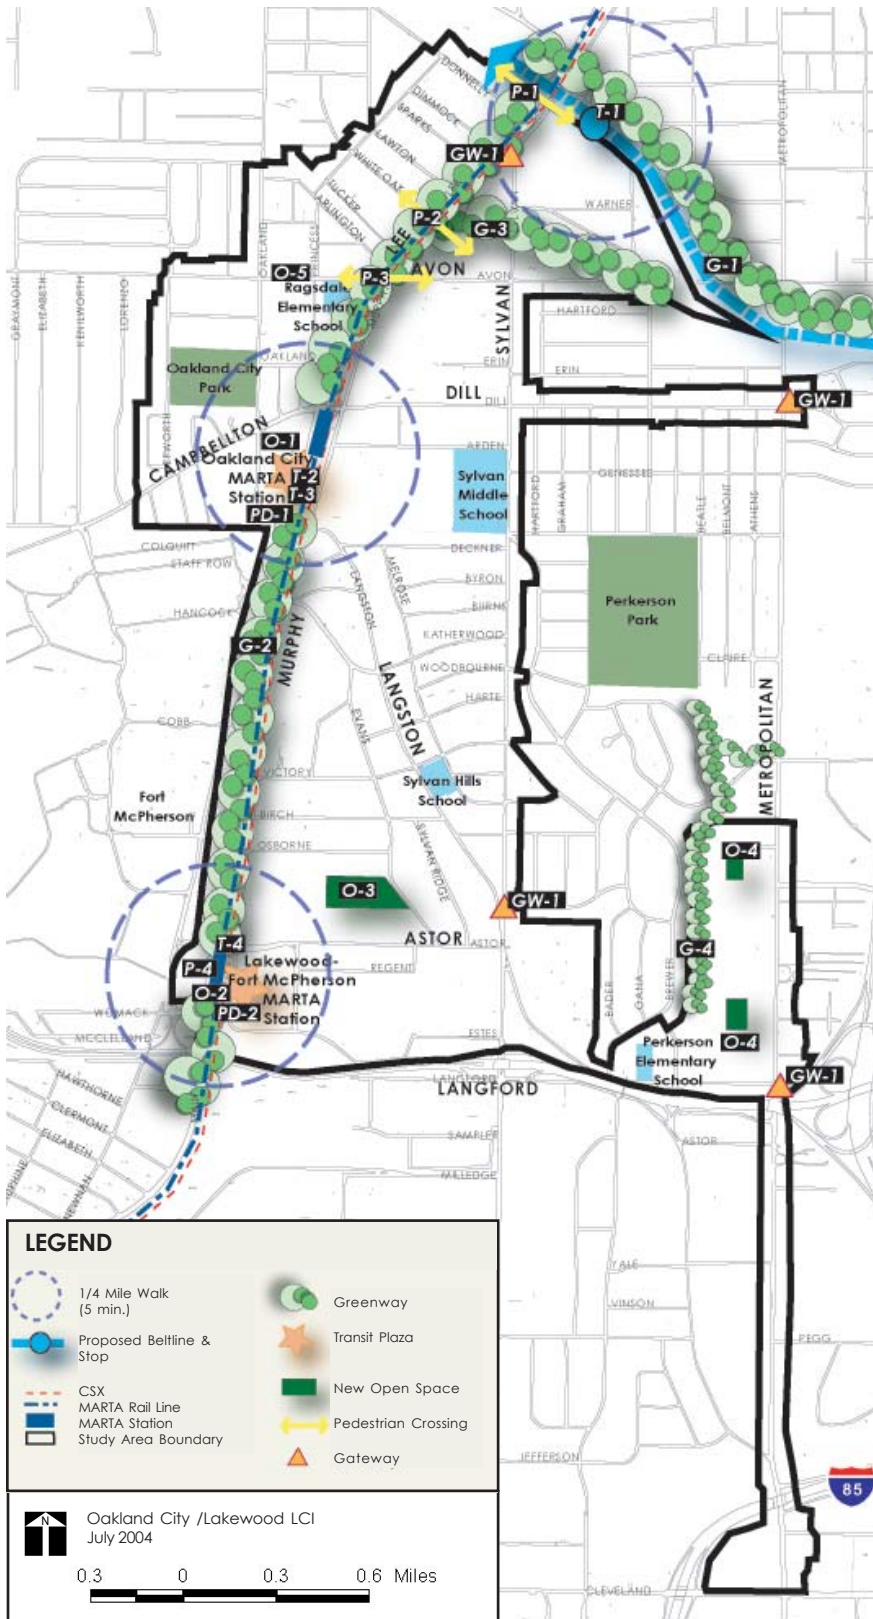 DONNELLY
DIMMOCK
SPARKS
LAWTON
WHITE OAK
TUCKER
ARLINGTON
P-1
T-1
METROPOLITAN
GW-1
WARNER
P-2
G-3
LEE
G-1
OAKLAND
PRINCESS
O-5
P-3
AVON
AVON
Ragsdale
Elementary
School
GRAYMONT
ELIZABETH
KENILWORTH
LORENZO
SYLVAN
HARTFORD
OAKLAND
Oakland City
Park
ERIN
ERIN
DILL
DILL
GW-1
EPWORTH
CAMPBELLTON
O-1
Oakland City
MARTA
Station
T-2
T-3
PD-1
ARDEN
Sylvan
Middle
School
GENESSEE
HARTFORD
GRAHAM
BEATIE
BELMONT
ATHENS
COLQUITT
STAFF ROW
DECKNER
LANGSTON
MELROSE
BYRON
BURNS
HANCOCK
KATHERWOOD
Perkerson
Park
G-2
MURPHY
WOODBOURNE
CLAIRE
LANGSTON
HARTE
EVANS
COBB
METROPOLITAN
VICTORY
Sylvan Hills
School
Fort
McPherson
BIRCH
OSBORNE
SYLVAN RIDGE
O-4
O-3
GW-1
T-4
ASTOR
ASTOR
G-4
P-4
Lakewood-
Fort McPherson
MARTA
Station
REGENT
O-2
PD-2
BADER
OANA
BREWER
WOMACK
MCCLELLAND
ESTES
O-4
Perkerson
Elementary
School
LANGFORD
LANGFORD
GW-1
HAWTHORNE
CLERMONT
ELIZABETH
NEWNAN
SAMPLER
ASTOR
MILLEDGE
YALE
VINSON
PEGG
JEFFERSON
85
CLEVELAND
LEGEND
1/4 Mile Walk
(5 min.)
Greenway
Proposed Beltline &
Stop
Transit Plaza
CSX
MARTA Rail Line
MARTA Station
Study Area Boundary
New Open Space
Pedestrian Crossing
Gateway
N
Oakland City /Lakewood LCI
July 2004
0.3 0 0.3 0.6 Miles